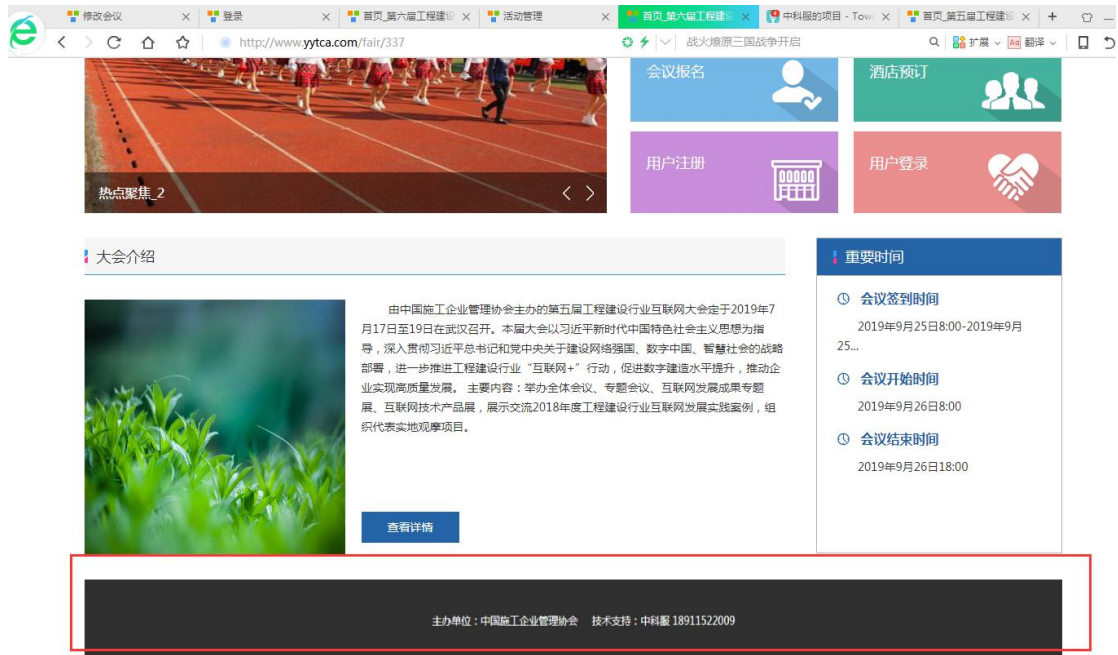 修改会议
登录
首页_第六届工程建设
活动管理
首页_第六届工程建设
中科服的项目 - Tow
首页_第五届工程建设
http://www.yytca.com/fair/337
战火燎原三国战争开启
扩展
翻译
会议报名
酒店预订
用户注册
用户登录
热点聚焦_2
大会介绍
由中国施工企业管理协会主办的第五届工程建设行业互联网大会定于2019年7
月17日至19日在武汉召开。本届大会以习近平新时代中国特色社会主义思想为指
导，深入贯彻习近平总书记和党中央关于建设网络强国、数字中国、智慧社会的战略
部署，进一步推进工程建设行业“互联网+”行动，促进数字建造水平提升，推动企
业实现高质量发展。 主要内容：举办全体会议、专题会议、互联网发展成果专题
展、互联网技术产品展，展示交流2018年度工程建设行业互联网发展实践案例，组
织代表实地观摩项目。
查看详情
重要时间
会议签到时间
2019年9月25日8:00-2019年9月
25...
会议开始时间
2019年9月26日8:00
会议结束时间
2019年9月26日18:00
主办单位：中国施工企业管理协会 技术支持：中科服 18911522009